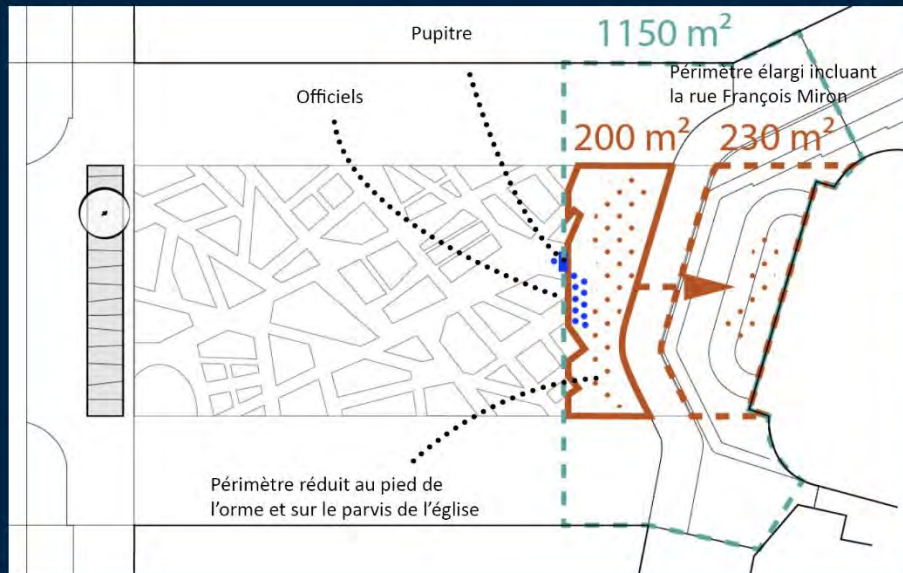 Pupitre
1150 m²
Officiels
Périmètre élargi incluant
la rue François Miron
200 m²
230 m²
Périmètre réduit au pied de
l'orme et sur le parvis de l'église